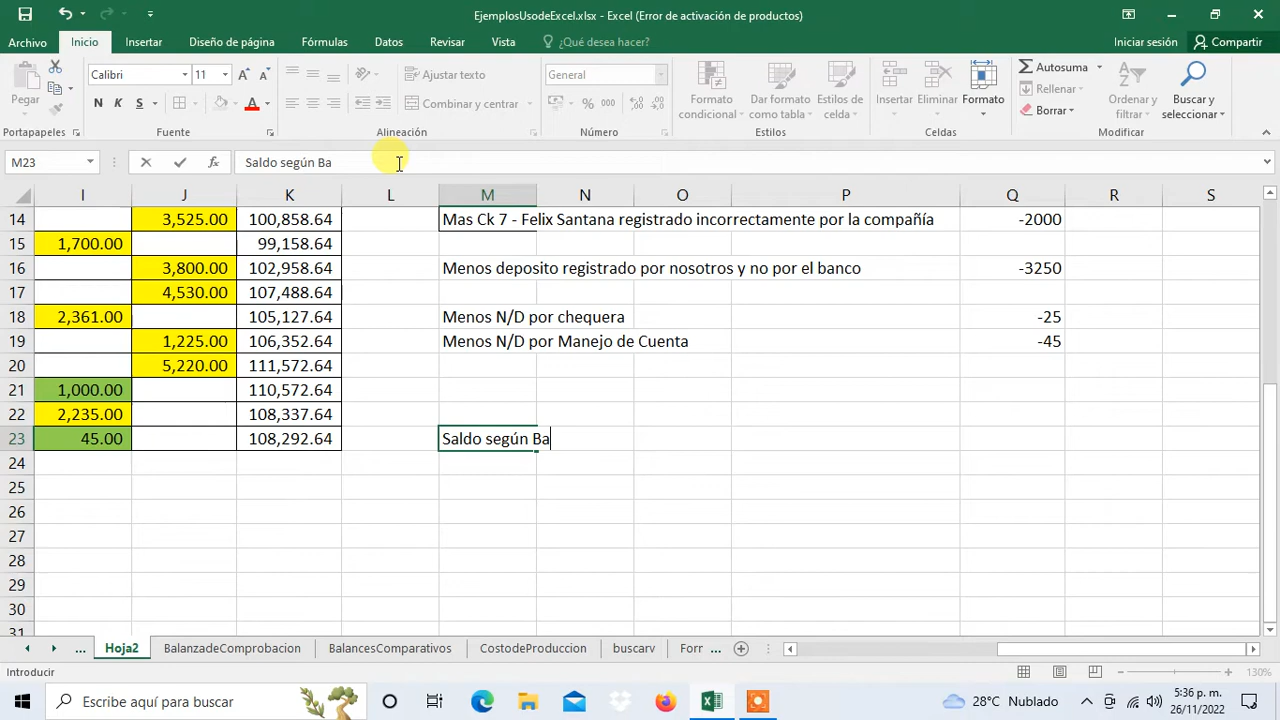 EjemplosUsodeExcel.xlsx - Excel (Error de activación de productos)
Archivo Inicio Insertar Diseño de página Fórmulas Datos Revisar Vista ¿Qué desea hacer? Iniciar sesión Compartir
Pegar Calibri 11 Ajustar texto General Formato condicional Dar formato como tabla Estilos de celda Insertar Eliminar Formato Autosuma Ordenar y filtrar Buscar y seleccionar
N K S A Combinar y centrar % 000 Rellenar
Borrar
Portapapeles Fuente Alineación Número Estilos Celdas Modificar
M23 fx Saldo según Ba
I J K L M N O P Q R S
14 3,525.00 100,858.64 Mas Ck 7 - Felix Santana registrado incorrectamente por la compañía -2000
15 1,700.00 99,158.64
16 3,800.00 102,958.64 Menos deposito registrado por nosotros y no por el banco -3250
17 4,530.00 107,488.64
18 2,361.00 105,127.64 Menos N/D por chequera -25
19 1,225.00 106,352.64 Menos N/D por Manejo de Cuenta -45
20 5,220.00 111,572.64
21 1,000.00 110,572.64
22 2,235.00 108,337.64
23 45.00 108,292.64 Saldo según Ba
24
25
26
27
28
29
30
31
... Hoja2 BalanzadeComprobacion BalancesComparativos CostodeProduccion buscarv Forr ...
Introducir 130%
Escribe aquí para buscar 28°C Nublado 5:36 p. m.
26/11/2022